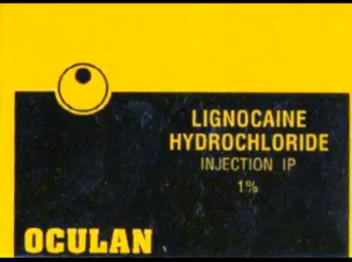 LIGNOCAINE
HYDROCHLORIDE
INJECTION IP
1%
OCULAN